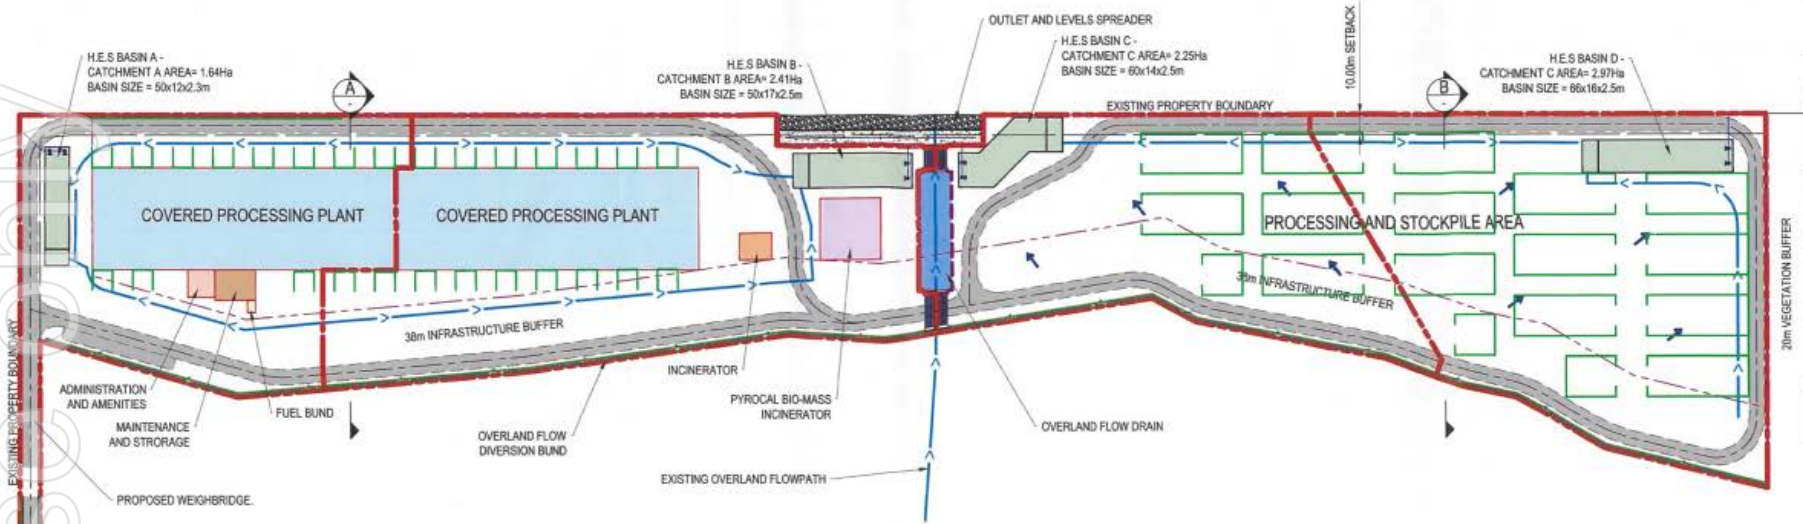 OUTLET AND LEVELS SPREADER
H.E.S BASIN A -
CATCHMENT A AREA= 1.64Ha
BASIN SIZE = 50x12x2.3m
A
-
H.E.S BASIN B -
CATCHMENT B AREA= 2.41Ha
BASIN SIZE = 50x17x2.5m
H.E.S BASIN C -
CATCHMENT C AREA= 2.25Ha
BASIN SIZE = 60x14x2.5m
10.00m SETBACK
B
-
H.E.S BASIN D -
CATCHMENT C AREA= 2.97Ha
BASIN SIZE = 66x16x2.5m
EXISTING PROPERTY BOUNDARY
COVERED PROCESSING PLANT
COVERED PROCESSING PLANT
PROCESSING AND STOCKPILE AREA
38m INFRASTRUCTURE BUFFER
38m INFRASTRUCTURE BUFFER
20m VEGETATION BUFFER
EXISTING PROPERTY BOUNDARY
ADMINISTRATION
AND AMENITIES
MAINTENANCE
AND STRORAGE
FUEL BUND
INCINERATOR
PYROCAL BIO-MASS
INCINERATOR
OVERLAND FLOW
DIVERSION BUND
OVERLAND FLOW DRAIN
EXISTING OVERLAND FLOWPATH
PROPOSED WEIGHBRIDGE.